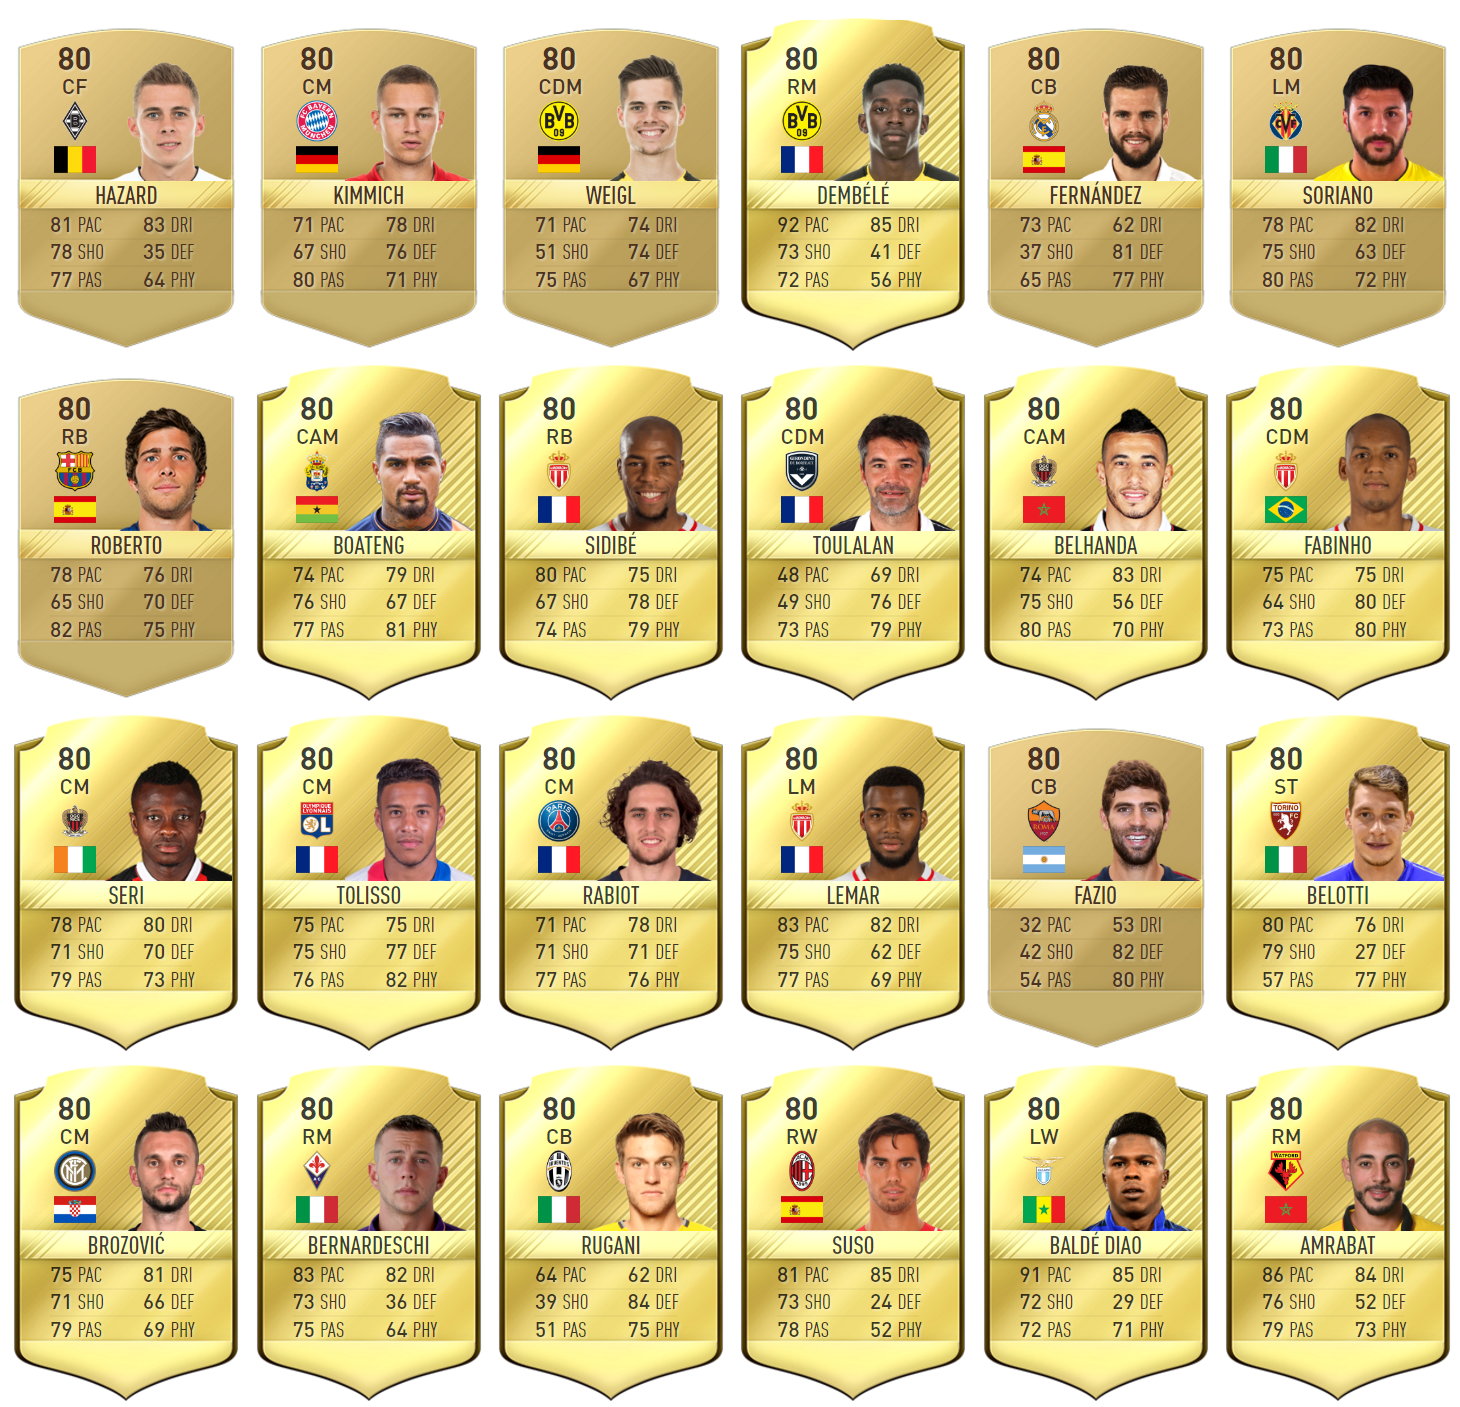 80
CF
HAZARD
81 PAC 83 DRI
78 SHO 35 DEF
77 PAS 64 PHY
80
CM
FC BAYERN MÜNCHEN
KIMMICH
71 PAC 78 DRI
67 SHO 76 DEF
80 PAS 71 PHY
80
CDM
BVB
09
WEIGL
71 PAC 74 DRI
51 SHO 74 DEF
75 PAS 67 PHY
80
RM
BVB
09
DEMBÉLÉ
92 PAC 85 DRI
73 SHO 41 DEF
72 PAS 56 PHY
80
CB
FERNÁNDEZ
73 PAC 62 DRI
37 SHO 81 DEF
65 PAS 77 PHY
80
LM
SORIANO
78 PAC 82 DRI
75 SHO 63 DEF
80 PAS 72 PHY
80
RB
FCB
ROBERTO
78 PAC 76 DRI
65 SHO 70 DEF
82 PAS 75 PHY
80
CAM
BOATENG
74 PAC 79 DRI
76 SHO 67 DEF
77 PAS 81 PHY
80
RB
SIDIBÉ
80 PAC 75 DRI
67 SHO 78 DEF
74 PAS 79 PHY
80
CDM
TOULALAN
48 PAC 69 DRI
49 SHO 76 DEF
73 PAS 79 PHY
80
CAM
BELHANDA
74 PAC 83 DRI
75 SHO 56 DEF
80 PAS 70 PHY
80
CDM
FABINHO
75 PAC 75 DRI
64 SHO 80 DEF
73 PAS 80 PHY
80
CM
SERI
78 PAC 80 DRI
71 SHO 70 DEF
79 PAS 73 PHY
80
CM
OLYMPIQUE
LYONNAIS
OL
TOLISSO
75 PAC 75 DRI
75 SHO 77 DEF
76 PAS 82 PHY
80
CM
PARIS
RABIOT
71 PAC 78 DRI
71 SHO 71 DEF
77 PAS 76 PHY
80
LM
LEMAR
83 PAC 82 DRI
75 SHO 62 DEF
77 PAS 69 PHY
80
CB
ROMA
FAZIO
32 PAC 53 DRI
42 SHO 82 DEF
54 PAS 80 PHY
80
ST
TORINO
FC
BELOTTI
80 PAC 76 DRI
79 SHO 27 DEF
57 PAS 77 PHY
80
CM
BROZOVIĆ
75 PAC 81 DRI
71 SHO 66 DEF
79 PAS 69 PHY
80
RM
BERNARDESCHI
83 PAC 82 DRI
73 SHO 36 DEF
75 PAS 64 PHY
80
CB
JUVENTUS
RUGANI
64 PAC 62 DRI
39 SHO 84 DEF
51 PAS 75 PHY
80
RW
SUSO
81 PAC 85 DRI
73 SHO 24 DEF
78 PAS 52 PHY
80
LW
BALDÉ DIAO
91 PAC 85 DRI
72 SHO 29 DEF
72 PAS 71 PHY
80
RM
WATFORD
AMRABAT
86 PAC 84 DRI
76 SHO 52 DEF
79 PAS 73 PHY